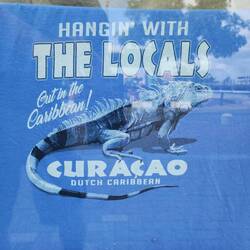 HANGIN' WITH
THE LOCALS
Out in the
Caribbean!
CURAÇAO
DUTCH CARIBBEAN